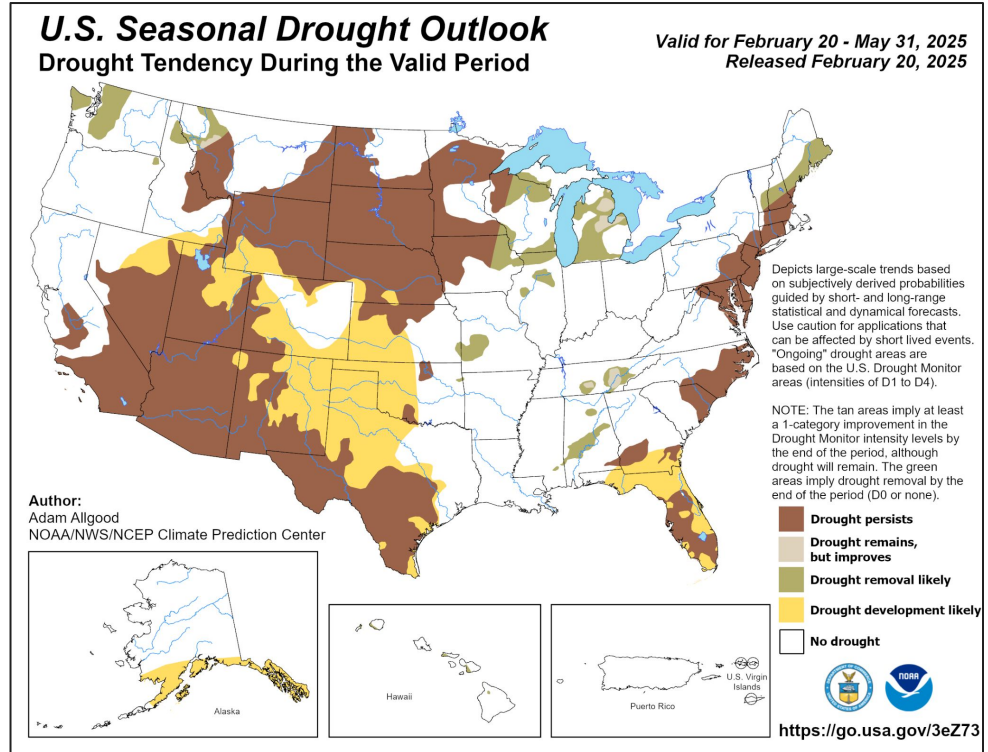 U.S. Seasonal Drought Outlook
Drought Tendency During the Valid Period
Valid for February 20 - May 31, 2025
Released February 20, 2025
Depicts large-scale trends based
on subjectively derived probabilities
guided by short- and long-range
statistical and dynamical forecasts.
Use caution for applications that
can be affected by short lived events.
"Ongoing" drought areas are
based on the U.S. Drought Monitor
areas (intensities of D1 to D4).
NOTE: The tan areas imply at least
a 1-category improvement in the
Drought Monitor intensity levels by
the end of the period, although
drought will remain. The green
areas imply drought removal by the
end of the period (D0 or none).
Author:
Adam Allgood
NOAA/NWS/NCEP Climate Prediction Center
Drought persists
Drought remains,
but improves
Drought removal likely
Drought development likely
No drought
Alaska
Hawaii
Puerto Rico
U.S. Virgin
Islands
NOAA
https://go.usa.gov/3eZ73